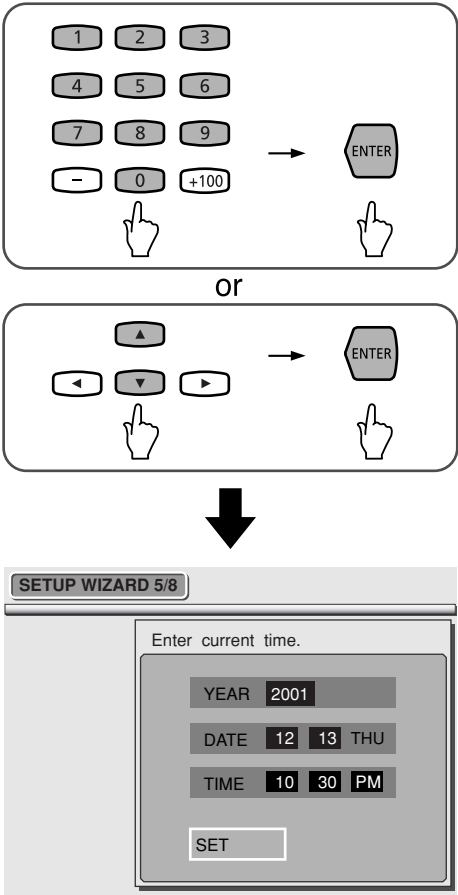 1 2 3
4 5 6
7 8 9
ENTER
– 0 +100
or
ENTER
SETUP WIZARD 5/8
Enter current time.
YEAR 2001
DATE 12 13 THU
TIME 10 30 PM
SET